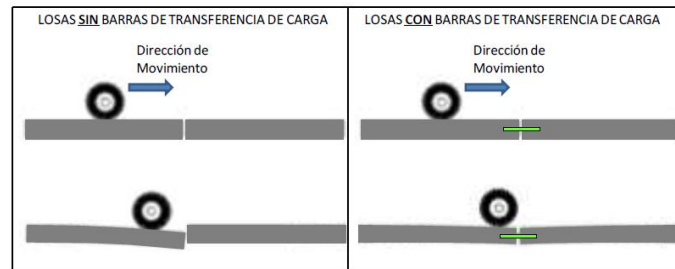 LOSAS SIN BARRAS DE TRANSFERENCIA DE CARGA
Dirección de
Movimiento
LOSAS CON BARRAS DE TRANSFERENCIA DE CARGA
Dirección de
Movimiento